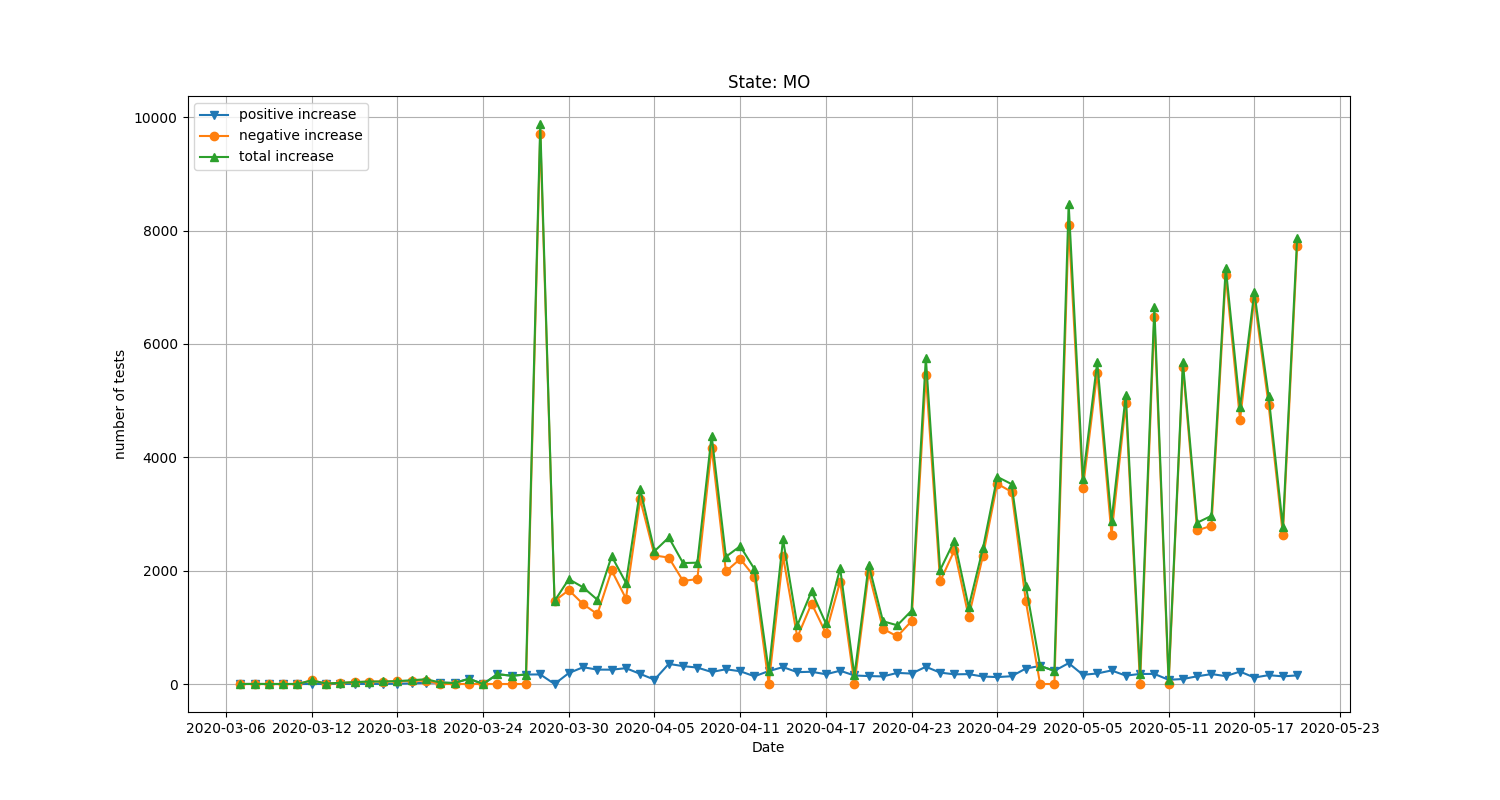 State: MO
positive increase
negative increase
total increase
10000
8000
6000
4000
2000
0
number of tests
2020-03-06 2020-03-12 2020-03-18 2020-03-24 2020-03-30 2020-04-05 2020-04-11 2020-04-17 2020-04-23 2020-04-29 2020-05-05 2020-05-11 2020-05-17 2020-05-23
Date